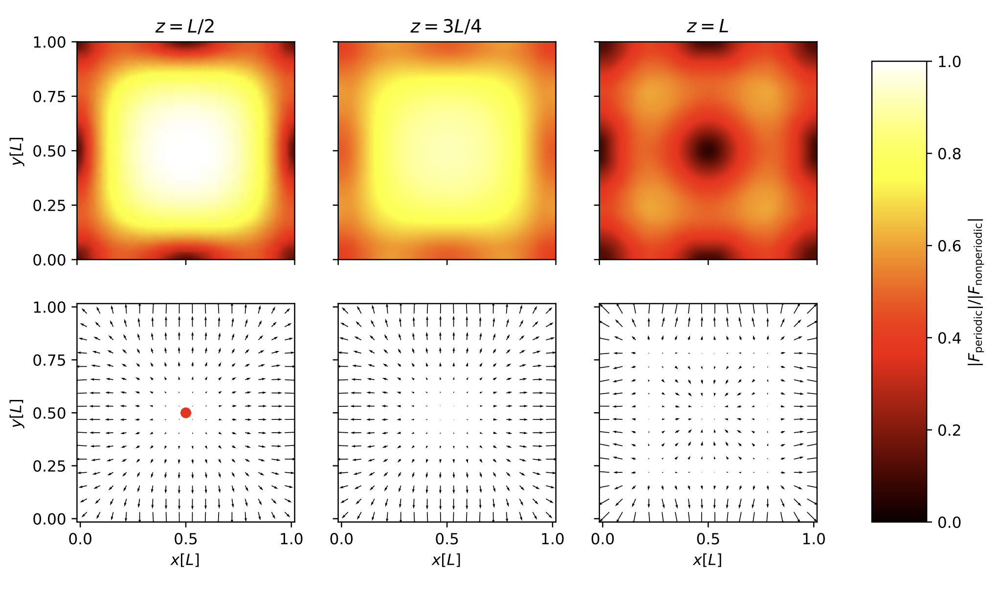 z = L/2
z = 3L/4
z = L
1.00
0.75
0.50
0.25
0.00
y[L]
1.0
0.8
0.6
0.4
0.2
0.0
|F_periodic|/|F_nonperiodic|
1.00
0.75
0.50
0.25
0.00
y[L]
0.0 0.5 1.0
0.0 0.5 1.0
0.0 0.5 1.0
x[L]
x[L]
x[L]